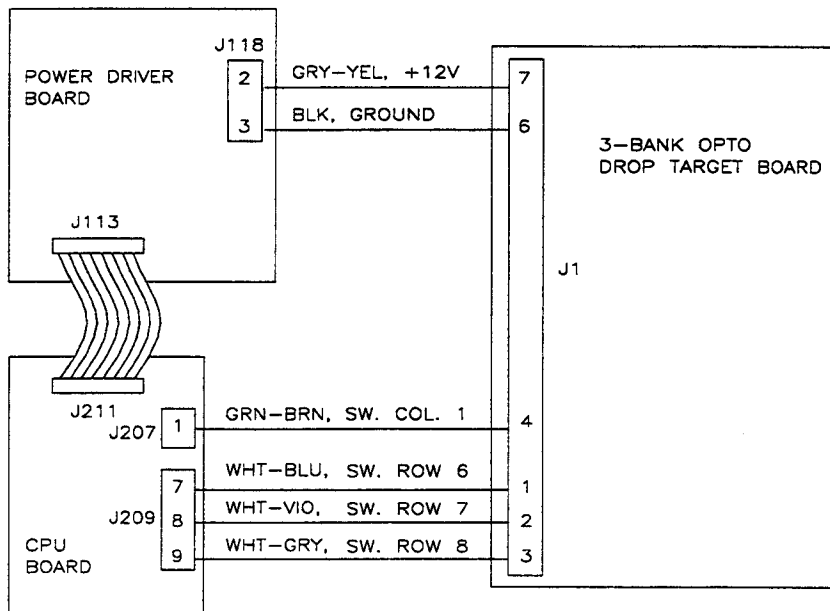 J118
POWER DRIVER
BOARD
2
GRY-YEL, +12V
7
3
BLK, GROUND
6
3-BANK OPTO
DROP TARGET BOARD
J113
J1
J211
J207
1
GRN-BRN, SW. COL. 1
4
J209
7
WHT-BLU, SW. ROW 6
1
8
WHT-VIO, SW. ROW 7
2
9
WHT-GRY, SW. ROW 8
3
CPU
BOARD